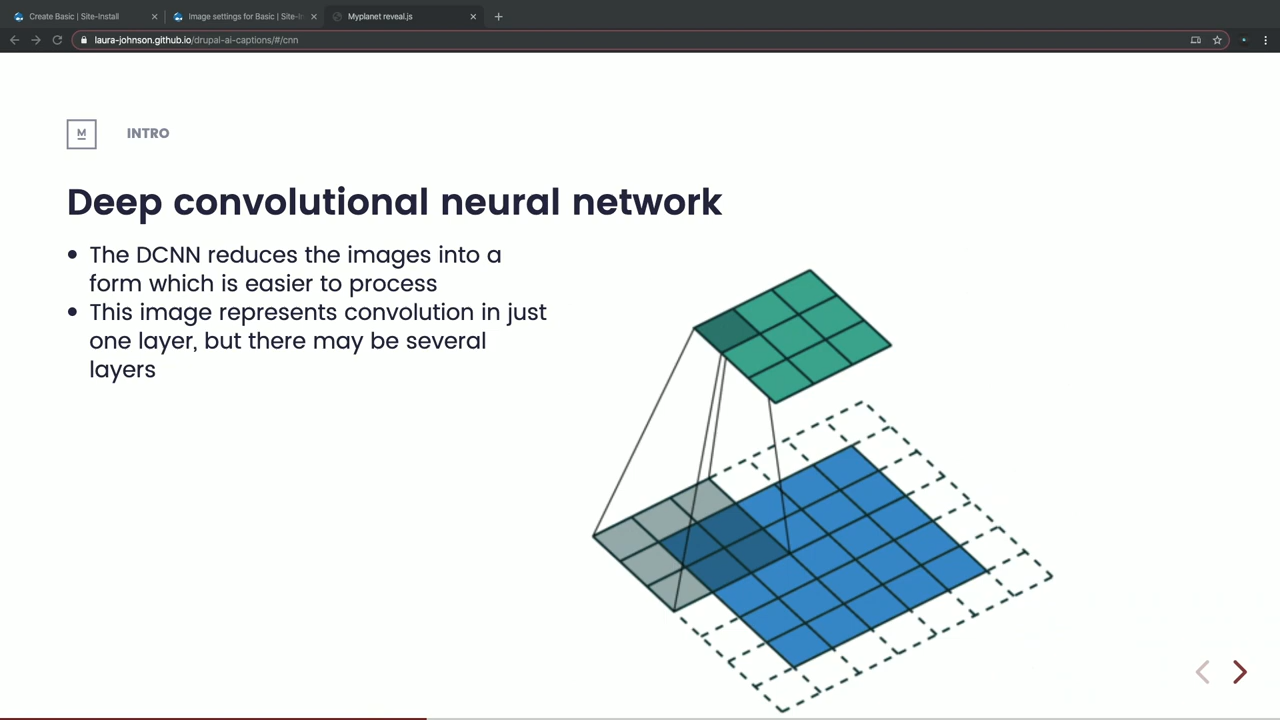 Create Basic | Site-Install
Image settings for Basic | Site-In
Myplanet reveal.js
laura-johnson.github.io/drupal-ai-captions/#/cnn
M
INTRO
Deep convolutional neural network
• The DCNN reduces the images into a
form which is easier to process
• This image represents convolution in just
one layer, but there may be several
layers